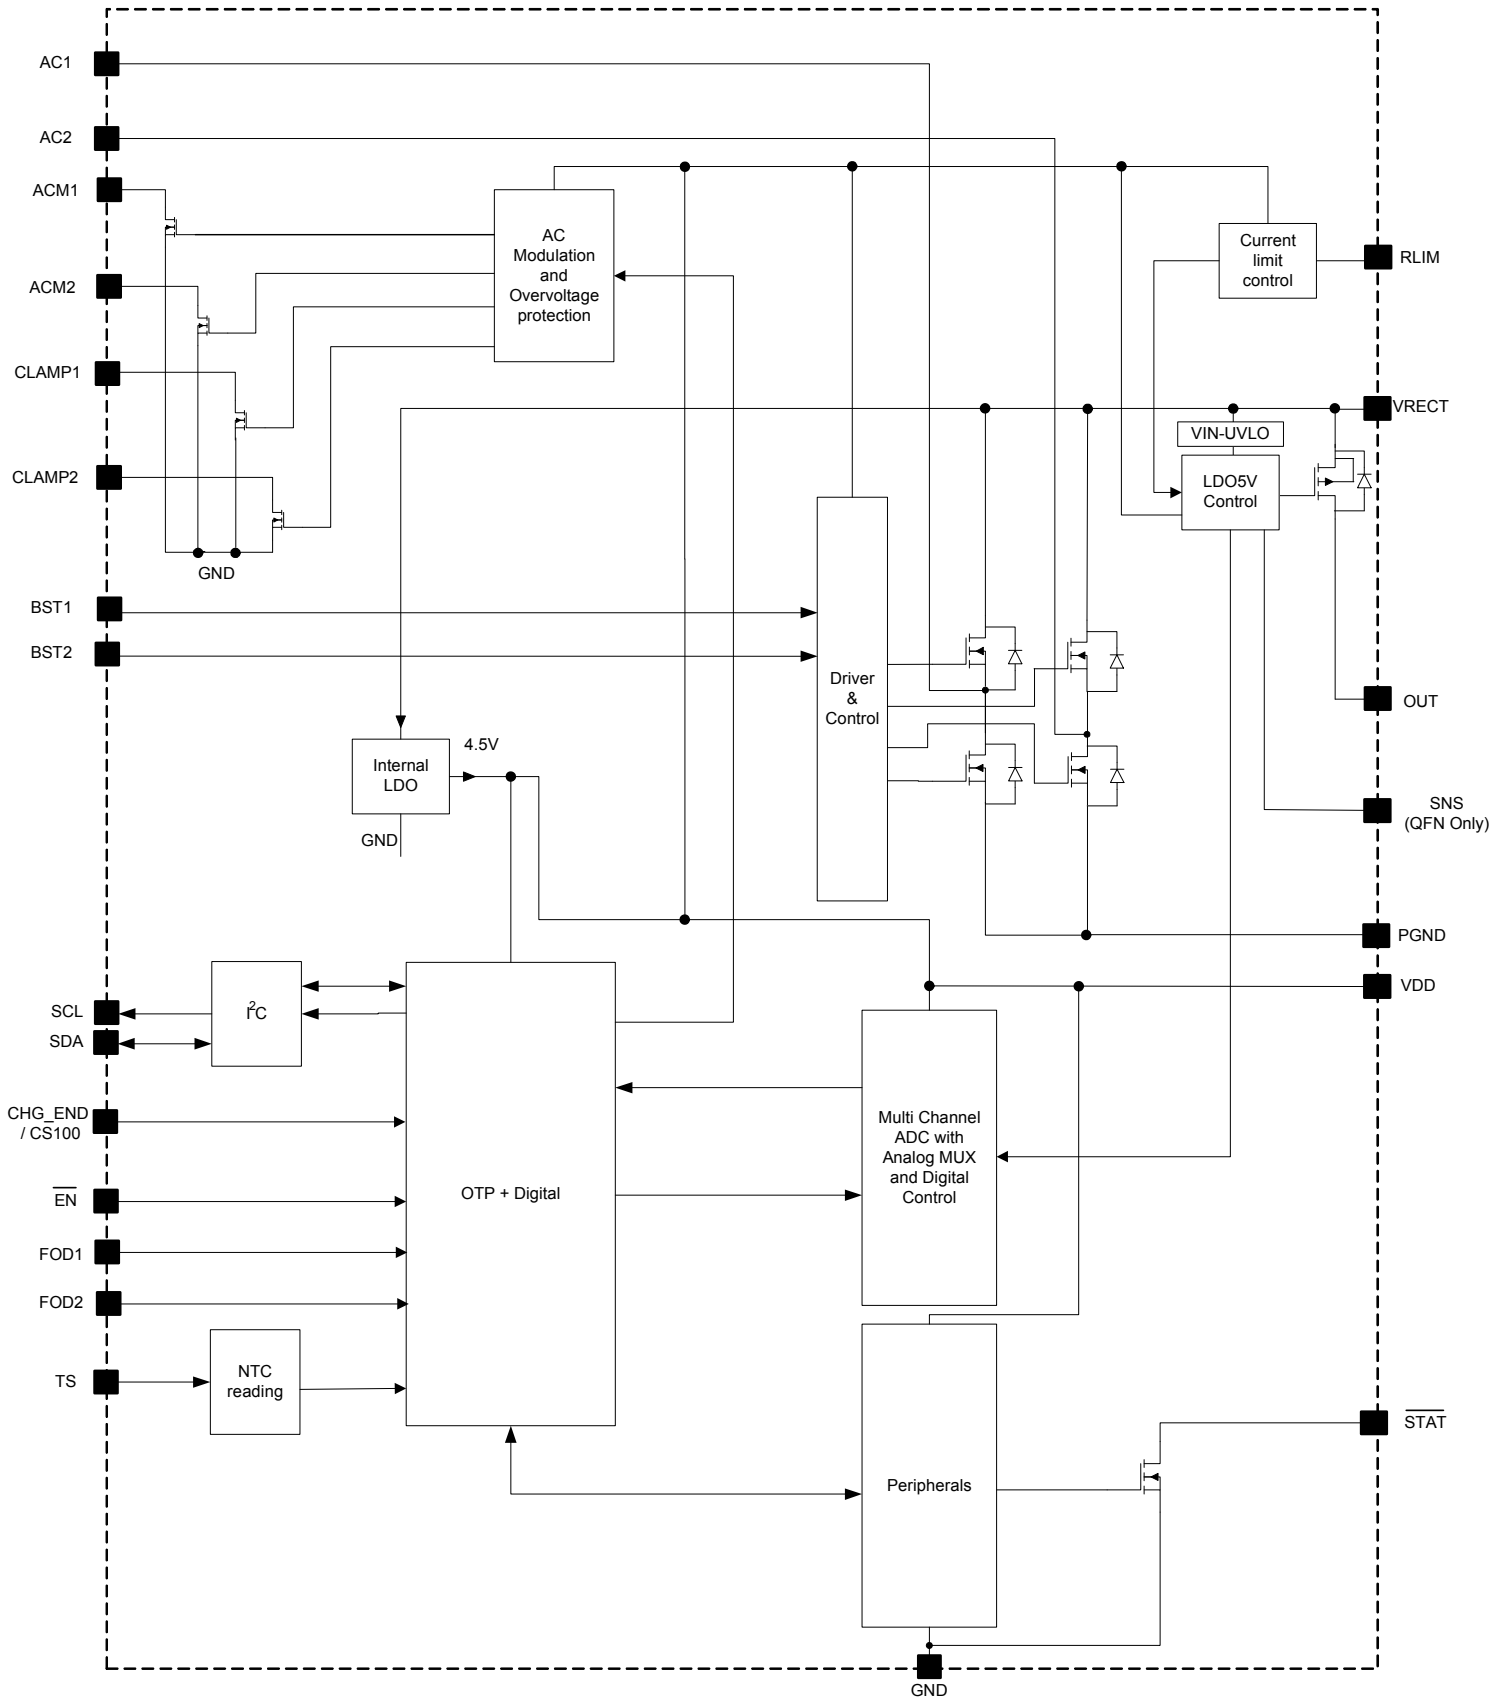 AC1
AC2
ACM1
ACM2
CLAMP1
CLAMP2
GND
BST1
BST2
AC
Modulation
and
Overvoltage
protection
Current
limit
control
RLIM
VRECT
VIN-UVLO
LDO5V
Control
Driver
&
Control
OUT
SNS
(QFN Only)
PGND
VDD
Internal
LDO
4.5V
GND
SCL
SDA
I2C
CHG_END
/ CS100
EN
FOD1
FOD2
TS
NTC
reading
OTP + Digital
Multi Channel
ADC with
Analog MUX
and Digital
Control
Peripherals
STAT
GND